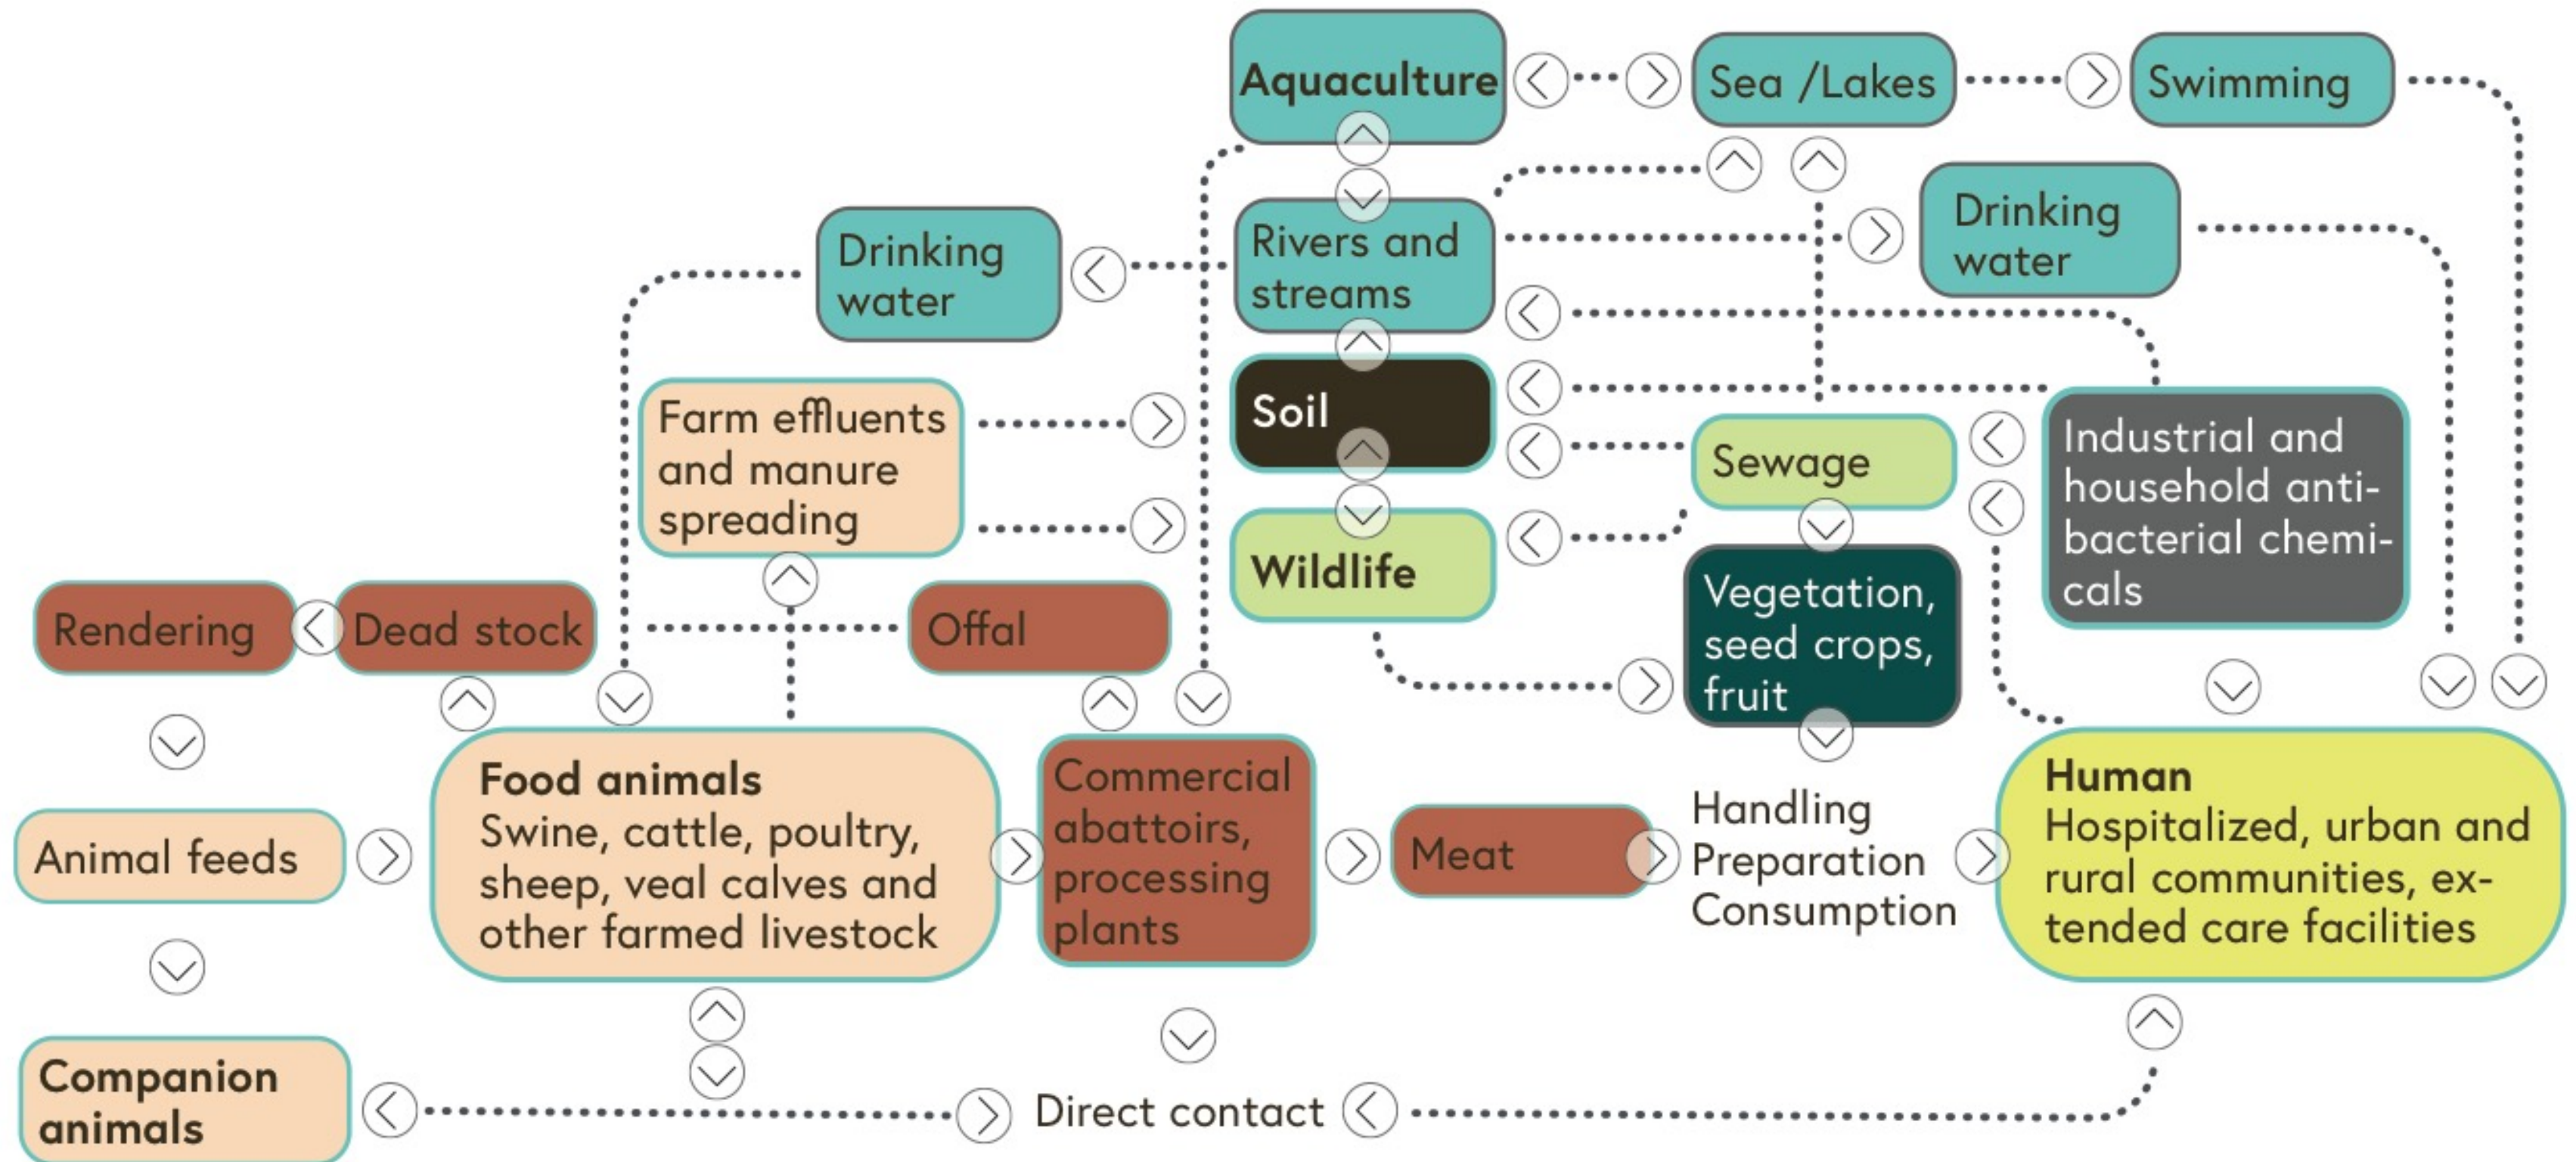 Aquaculture
Sea /Lakes
Swimming
Drinking
water
Rivers and
streams
Drinking
water
Farm effluents
and manure
spreading
Soil
Sewage
Industrial and
household anti-
bacterial chemi-
cals
Wildlife
Vegetation,
seed crops,
fruit
Rendering
Dead stock
Offal
Animal feeds
Food animals
Swine, cattle, poultry,
sheep, veal calves and
other farmed livestock
Commercial
abattoirs,
processing
plants
Meat
Handling
Preparation
Consumption
Human
Hospitalized, urban and
rural communities, ex-
tended care facilities
Companion
animals
Direct contact